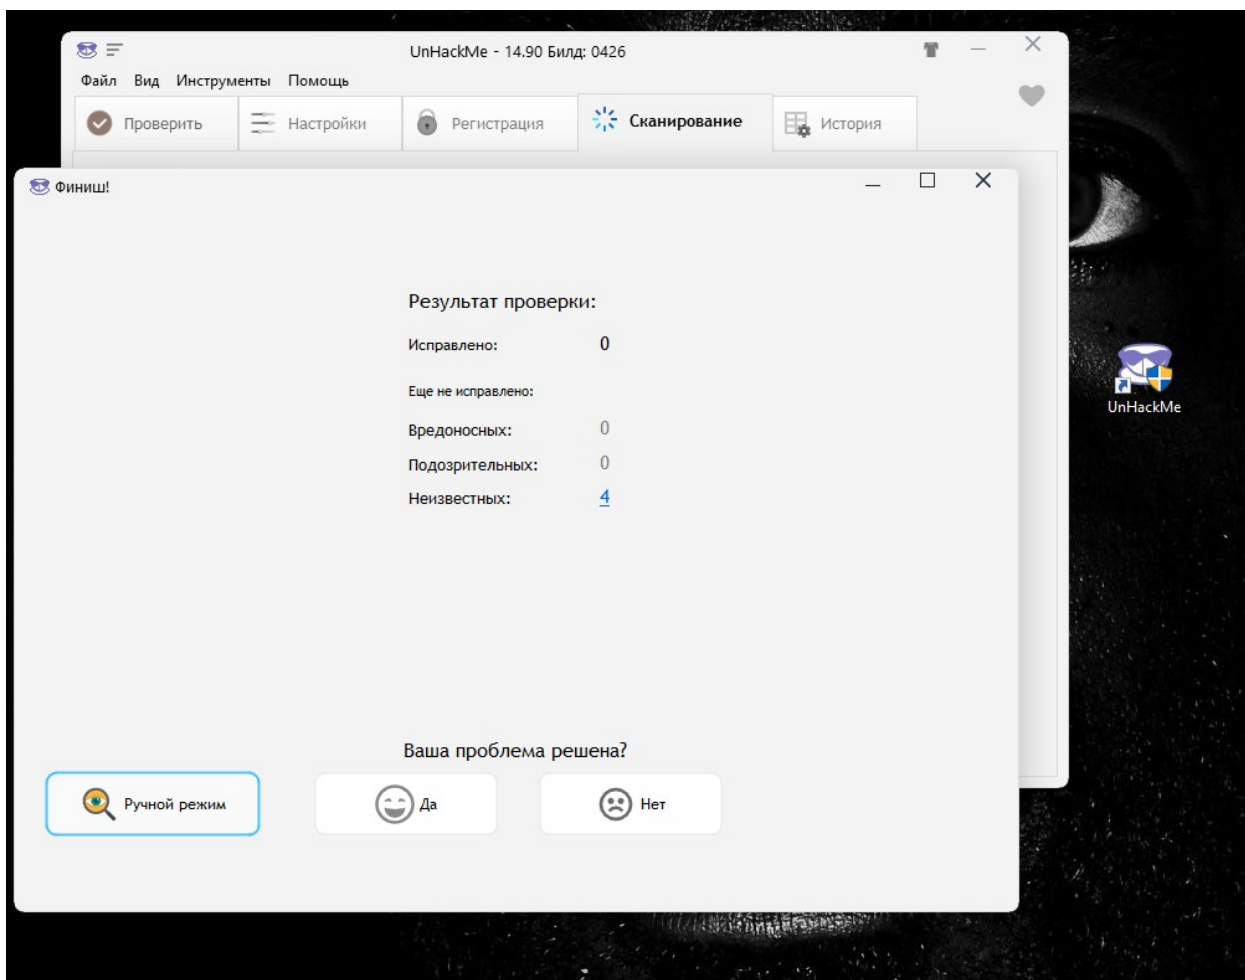 UnHackMe - 14.90 Билд: 0426
Файл Вид Инструменты Помощь
Проверить Настройки Регистрация Сканирование История
Финиш!
Результат проверки:
Исправлено: 0
Еще не исправлено:
Вредоносных: 0
Подозрительных: 0
Неизвестных: 4
UnHackMe
Ваша проблема решена?
Ручной режим Да Нет